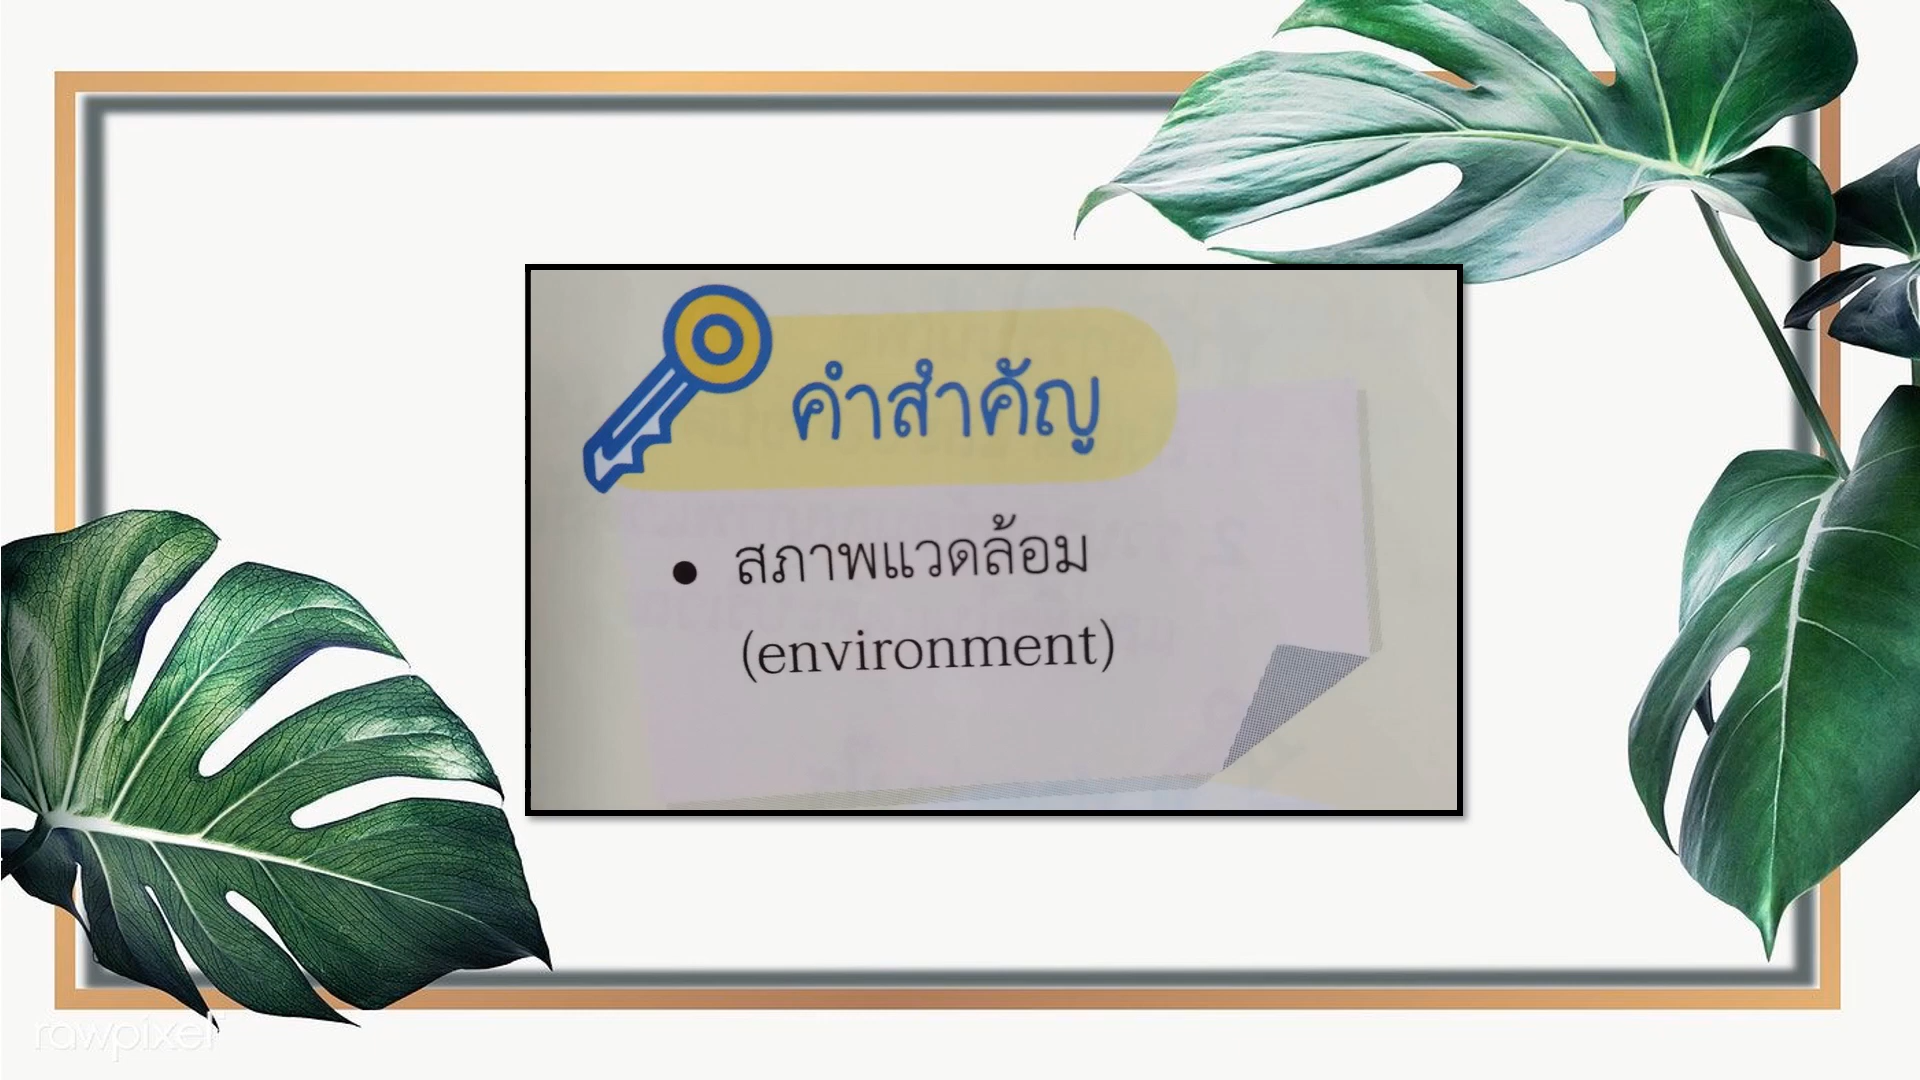 คำสำคัญ
• สภาพแวดล้อม
(environment)
rawpixel